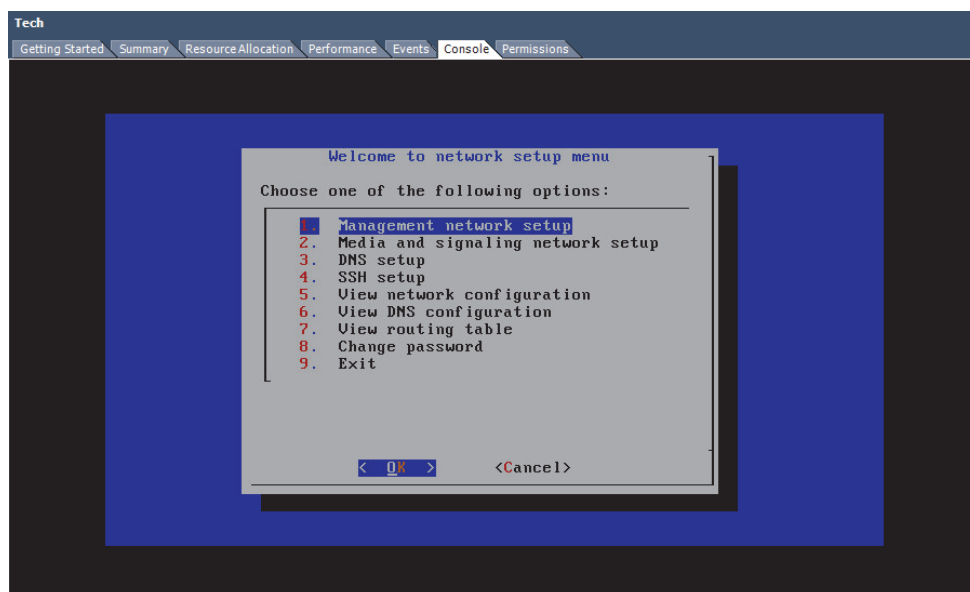 Tech
Getting Started Summary Resource Allocation Performance Events Console Permissions
Welcome to network setup menu
Choose one of the following options:
1. Management network setup
2. Media and signaling network setup
3. DNS setup
4. SSH setup
5. View network configuration
6. View DNS configuration
7. View routing table
8. Change password
9. Exit
< OK > <Cancel>